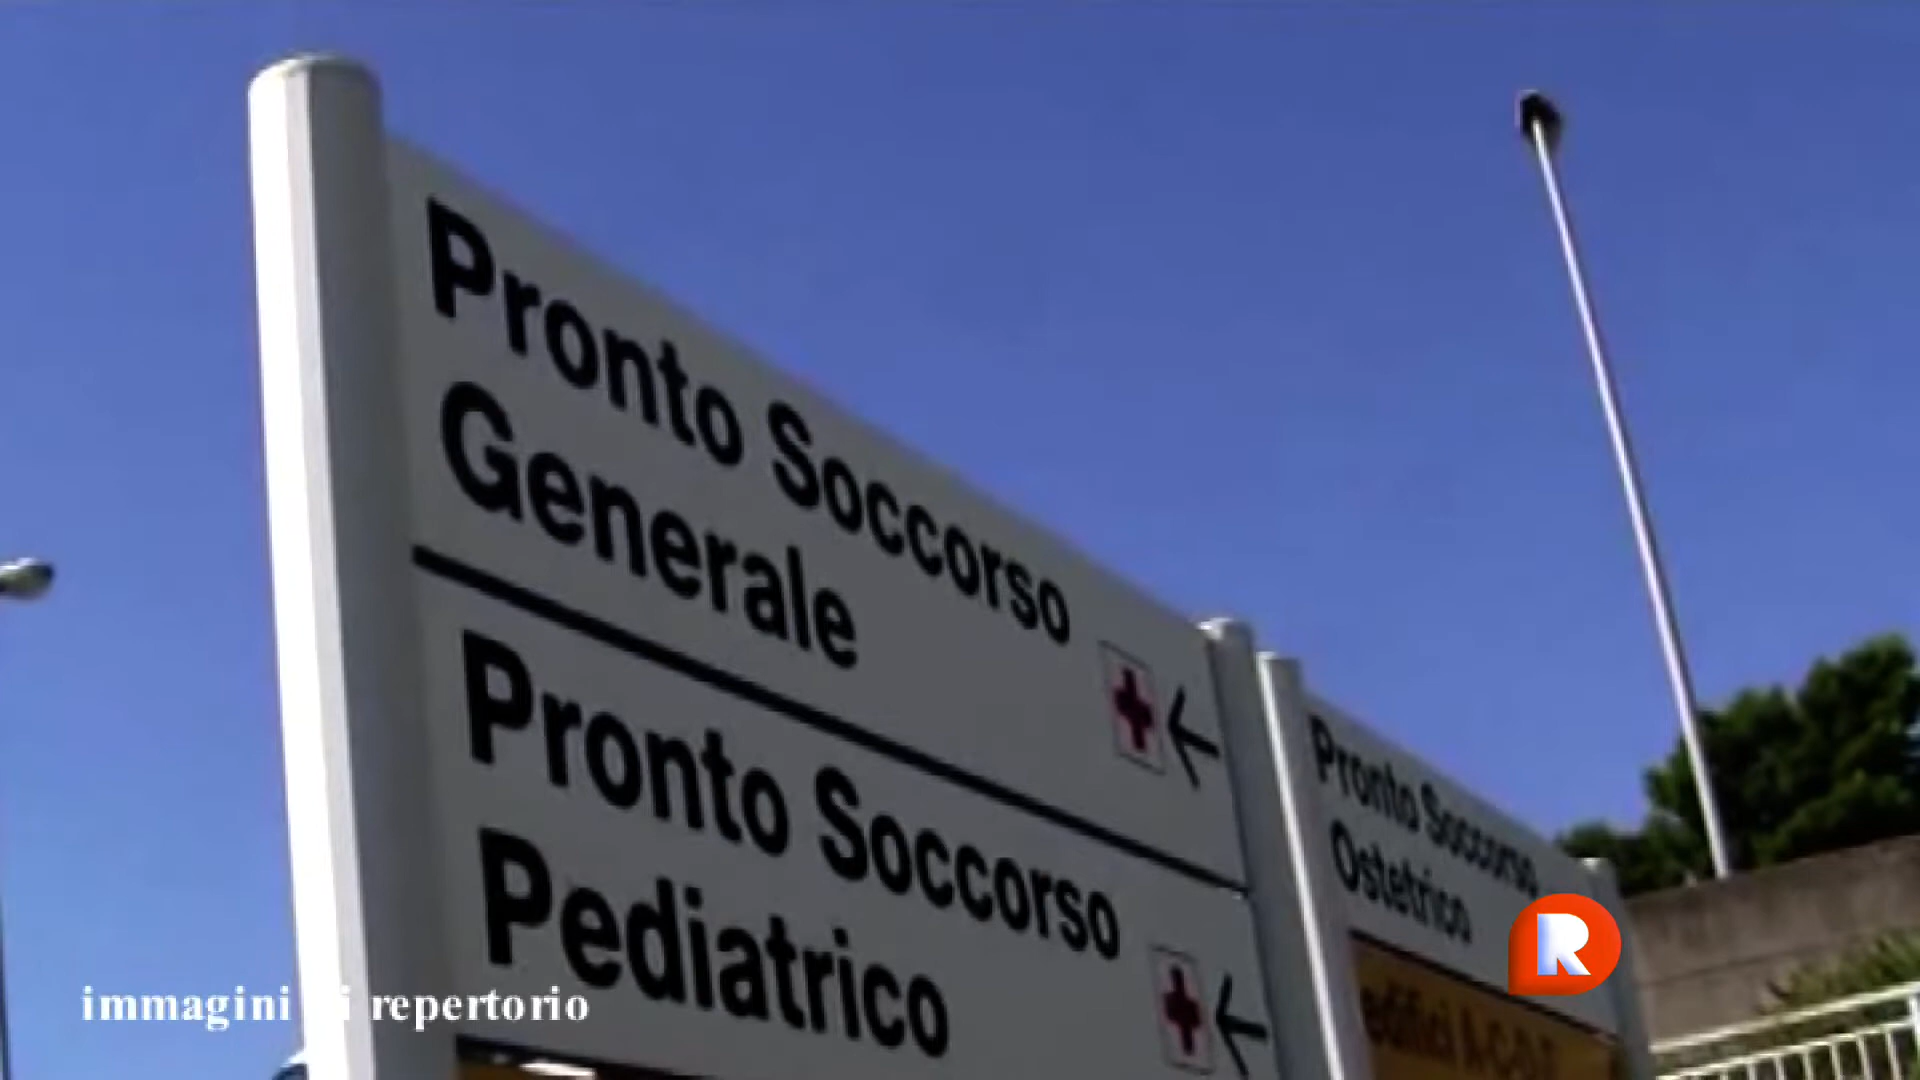 Pronto Soccorso
Generale
Pronto Soccorso
Pediatrico
Pronto Soccorso
Ostetrico
R
immagini di repertorio